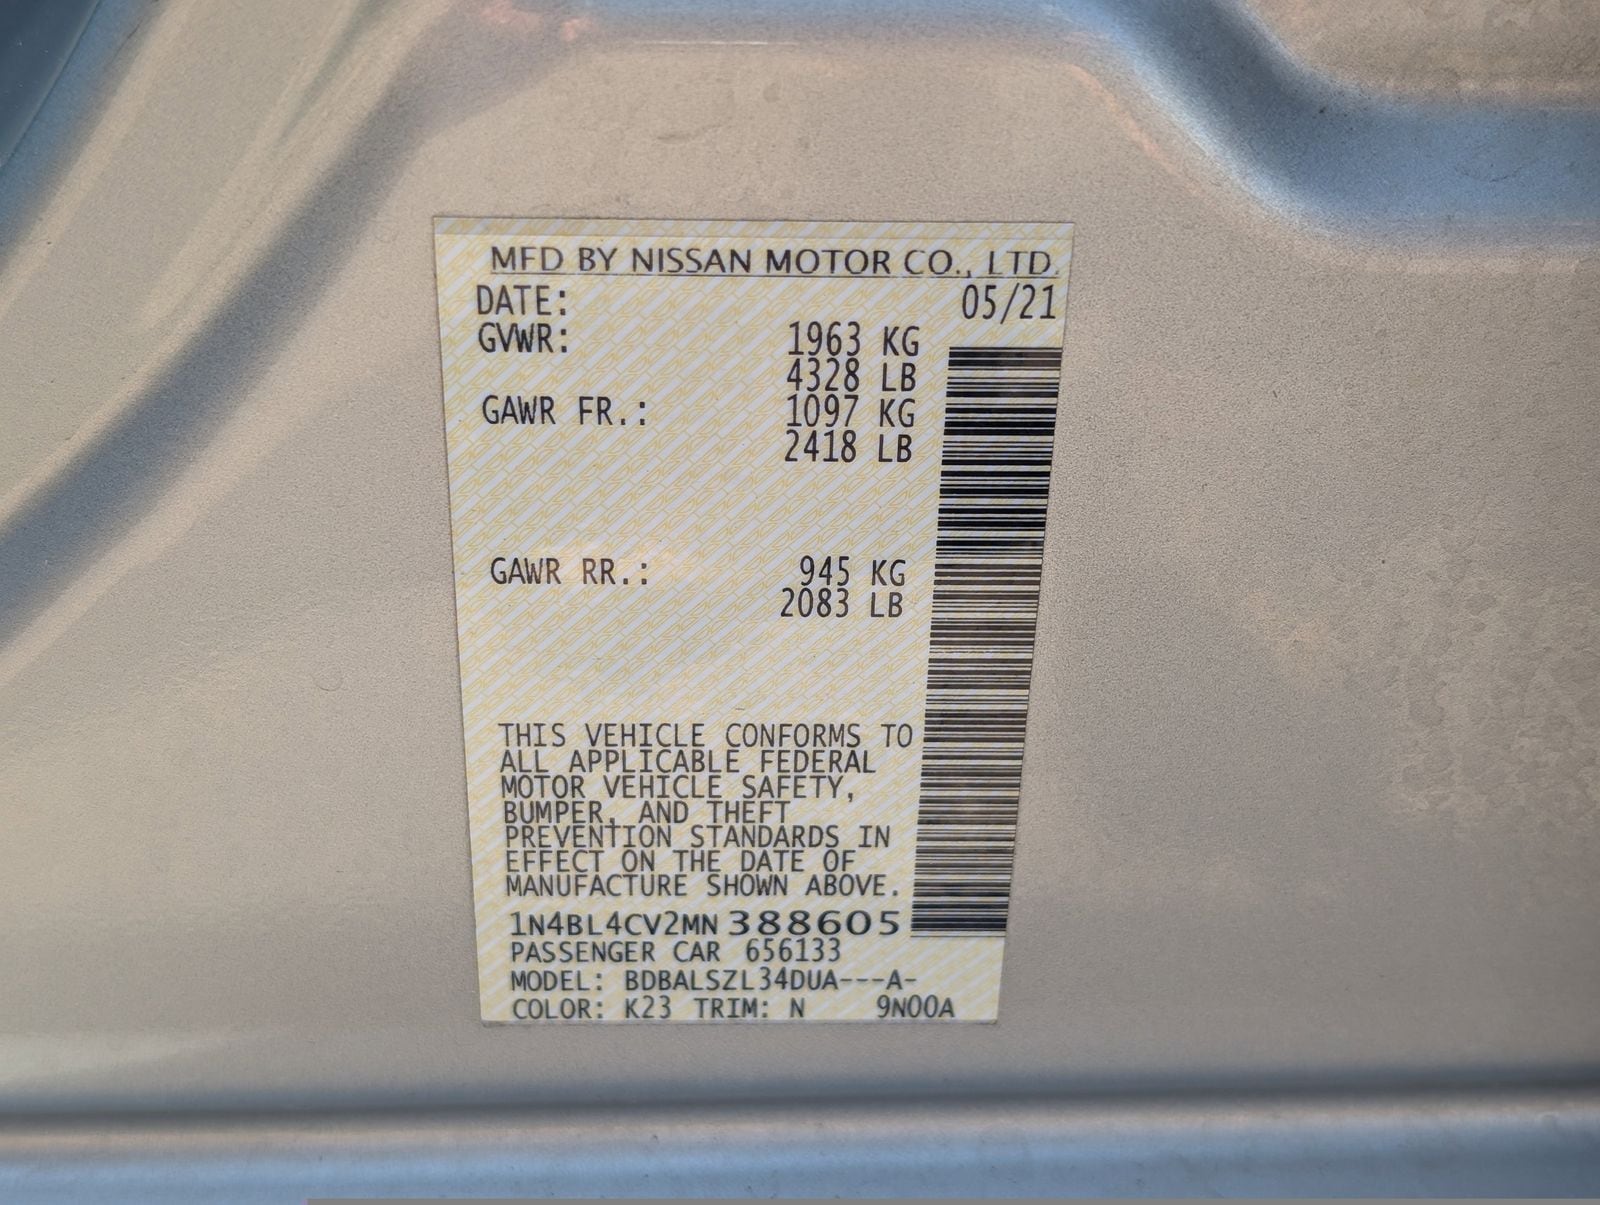 MFD BY NISSAN MOTOR CO., LTD.
DATE: 05/21
GVWR: 1963 KG
4328 LB
GAWR FR.: 1097 KG
2418 LB
GAWR RR.: 945 KG
2083 LB
THIS VEHICLE CONFORMS TO
ALL APPLICABLE FEDERAL
MOTOR VEHICLE SAFETY,
BUMPER, AND THEFT
PREVENTION STANDARDS IN
EFFECT ON THE DATE OF
MANUFACTURE SHOWN ABOVE.
1N4BL4CV2MN388605
PASSENGER CAR 656133
MODEL: BDBALSZL34DUA---A-
COLOR: K23 TRIM: N 9N00A